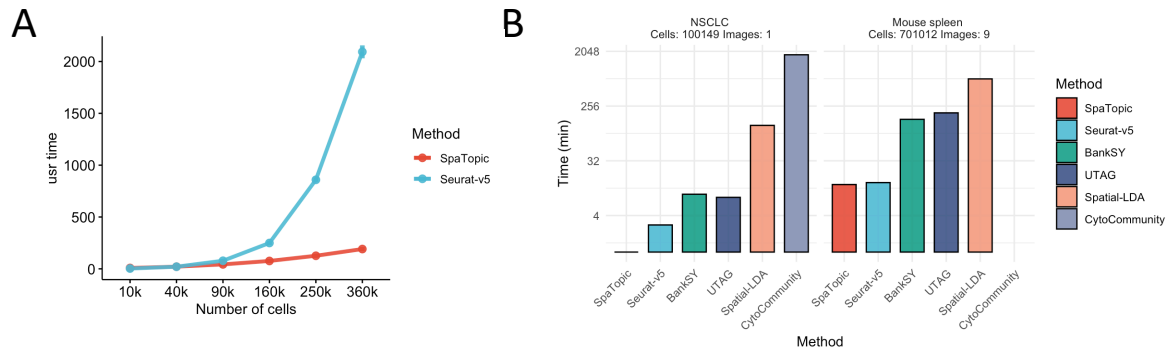 A
2000
1500
1000
500
0
usr time
10k 40k 90k 160k 250k 360k
Number of cells
Method
SpaTopic
Seurat-v5
B
NSCLC
Cells: 100149 Images: 1
Mouse spleen
Cells: 701012 Images: 9
2048
256
32
4
Time (min)
SpaTopic
Seurat-v5
BankSY
UTAG
Spatial-LDA
CytoCommunity
SpaTopic
Seurat-v5
BankSY
UTAG
Spatial-LDA
CytoCommunity
Method
Method
SpaTopic
Seurat-v5
BankSY
UTAG
Spatial-LDA
CytoCommunity